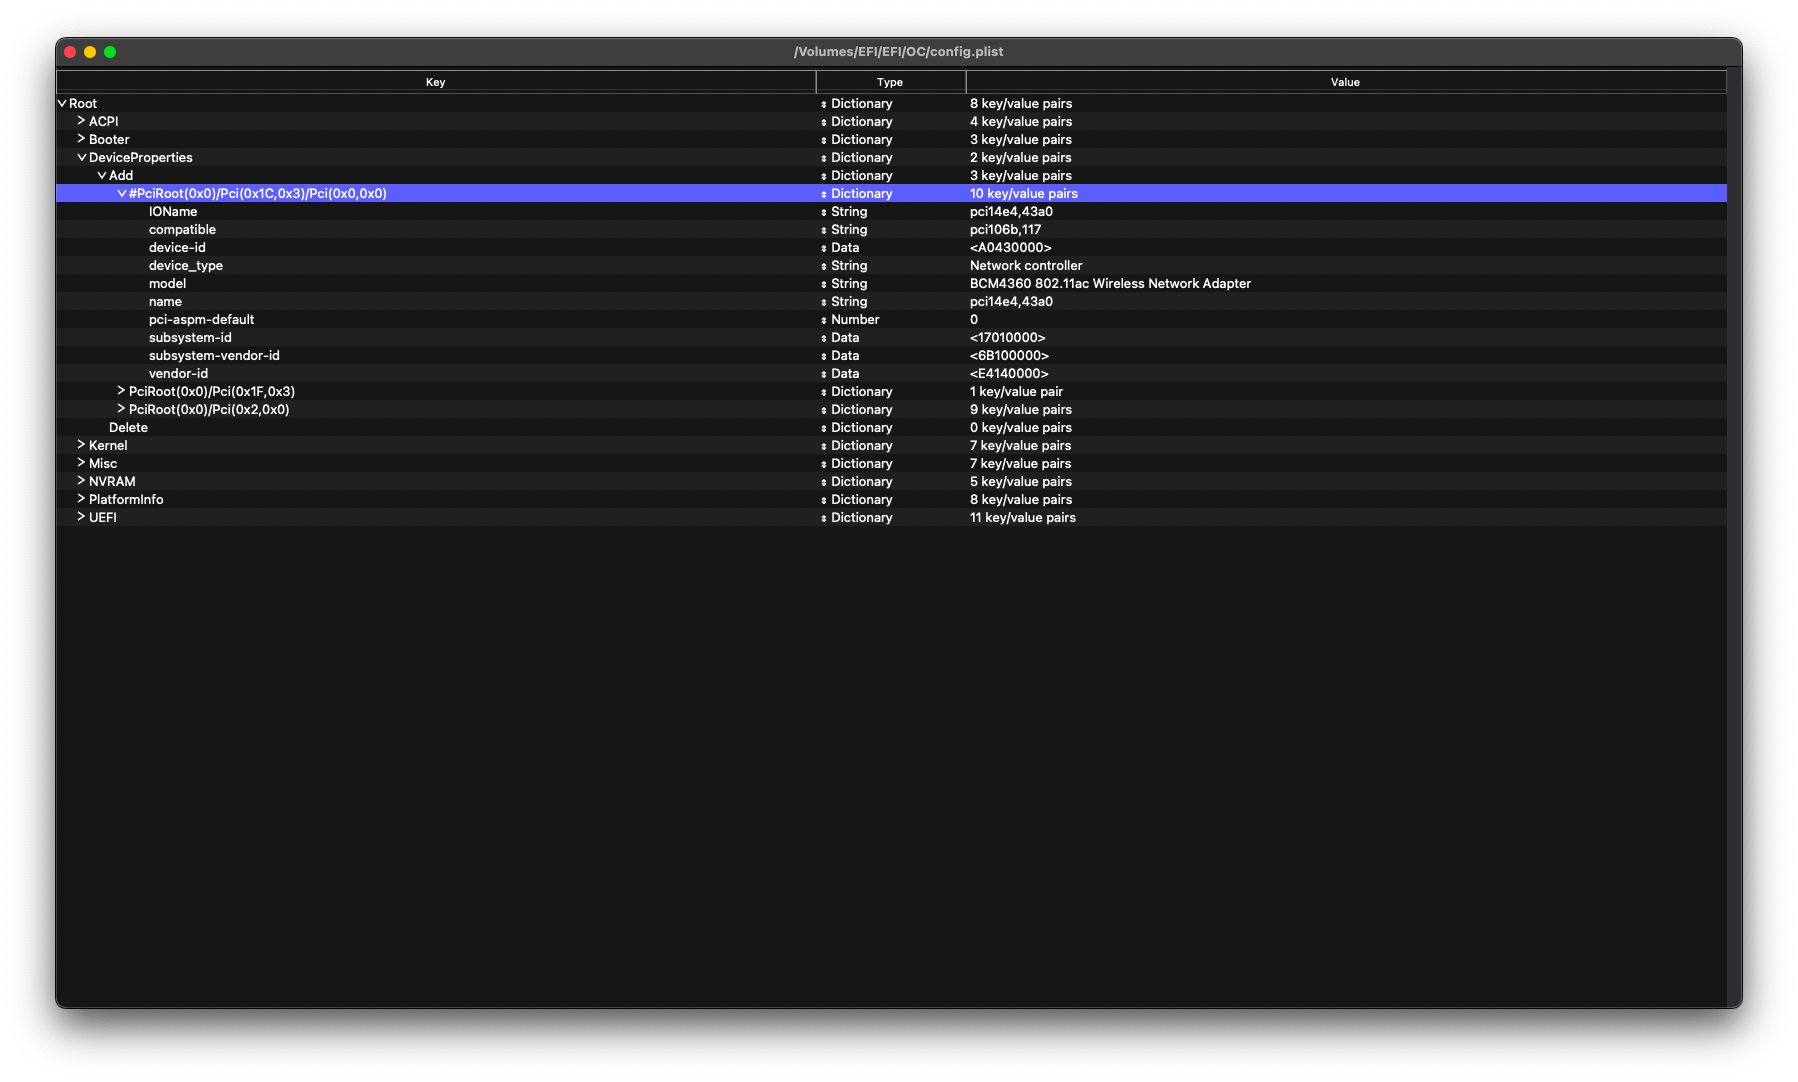 /Volumes/EFI/EFI/OC/config.plist
Key Type Value
Root Dictionary 8 key/value pairs
ACPI Dictionary 4 key/value pairs
Booter Dictionary 3 key/value pairs
DeviceProperties Dictionary 2 key/value pairs
Add Dictionary 3 key/value pairs
#PciRoot(0x0)/Pci(0x1C,0x3)/Pci(0x0,0x0) Dictionary 10 key/value pairs
IOName String pci14e4,43a0
compatible String pci106b,117
device-id Data <A0430000>
device_type String Network controller
model String BCM4360 802.11ac Wireless Network Adapter
name String pci14e4,43a0
pci-aspm-default Number 0
subsystem-id Data <17010000>
subsystem-vendor-id Data <6B100000>
vendor-id Data <E4140000>
PciRoot(0x0)/Pci(0x1F,0x3) Dictionary 1 key/value pair
PciRoot(0x0)/Pci(0x2,0x0) Dictionary 9 key/value pairs
Delete Dictionary 0 key/value pairs
Kernel Dictionary 7 key/value pairs
Misc Dictionary 7 key/value pairs
NVRAM Dictionary 5 key/value pairs
PlatformInfo Dictionary 8 key/value pairs
UEFI Dictionary 11 key/value pairs